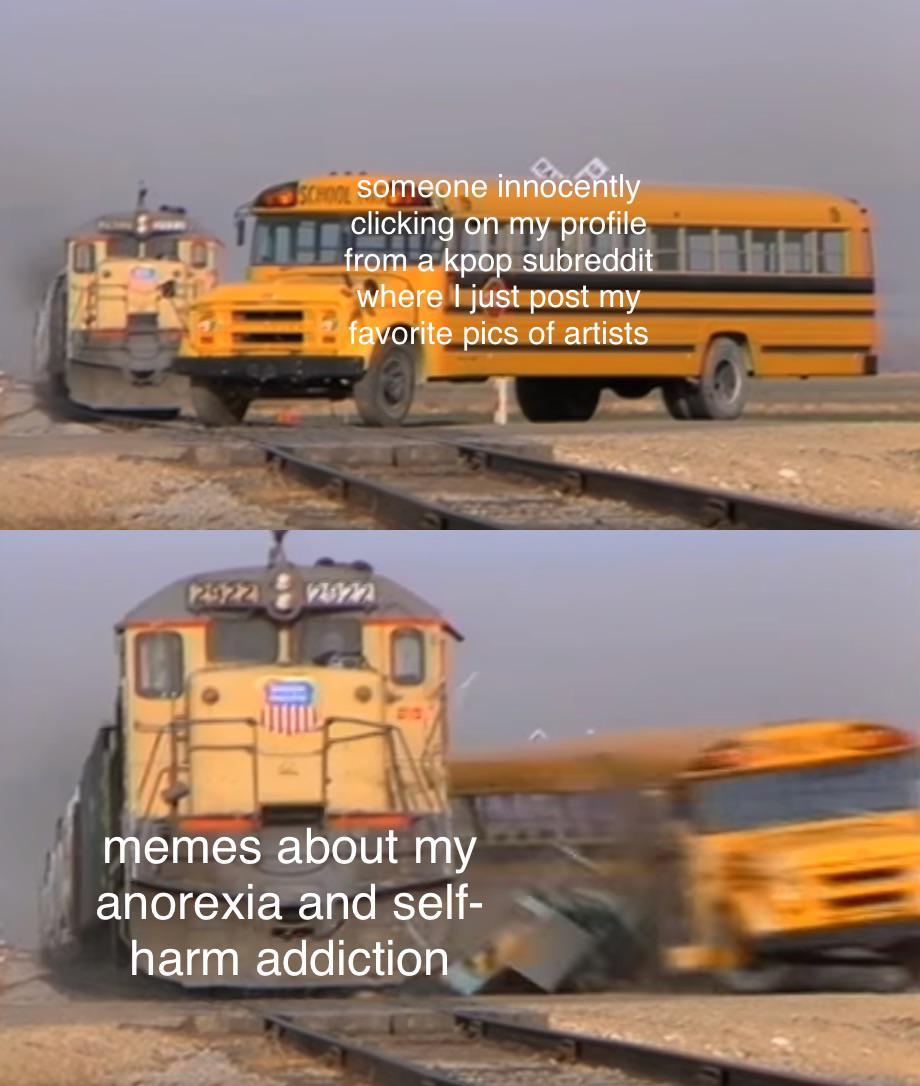 SCHOOL
someone innocently
clicking on my profile
from a kpop subreddit
where I just post my
favorite pics of artists
2922 2922
memes about my
anorexia and self-
harm addiction